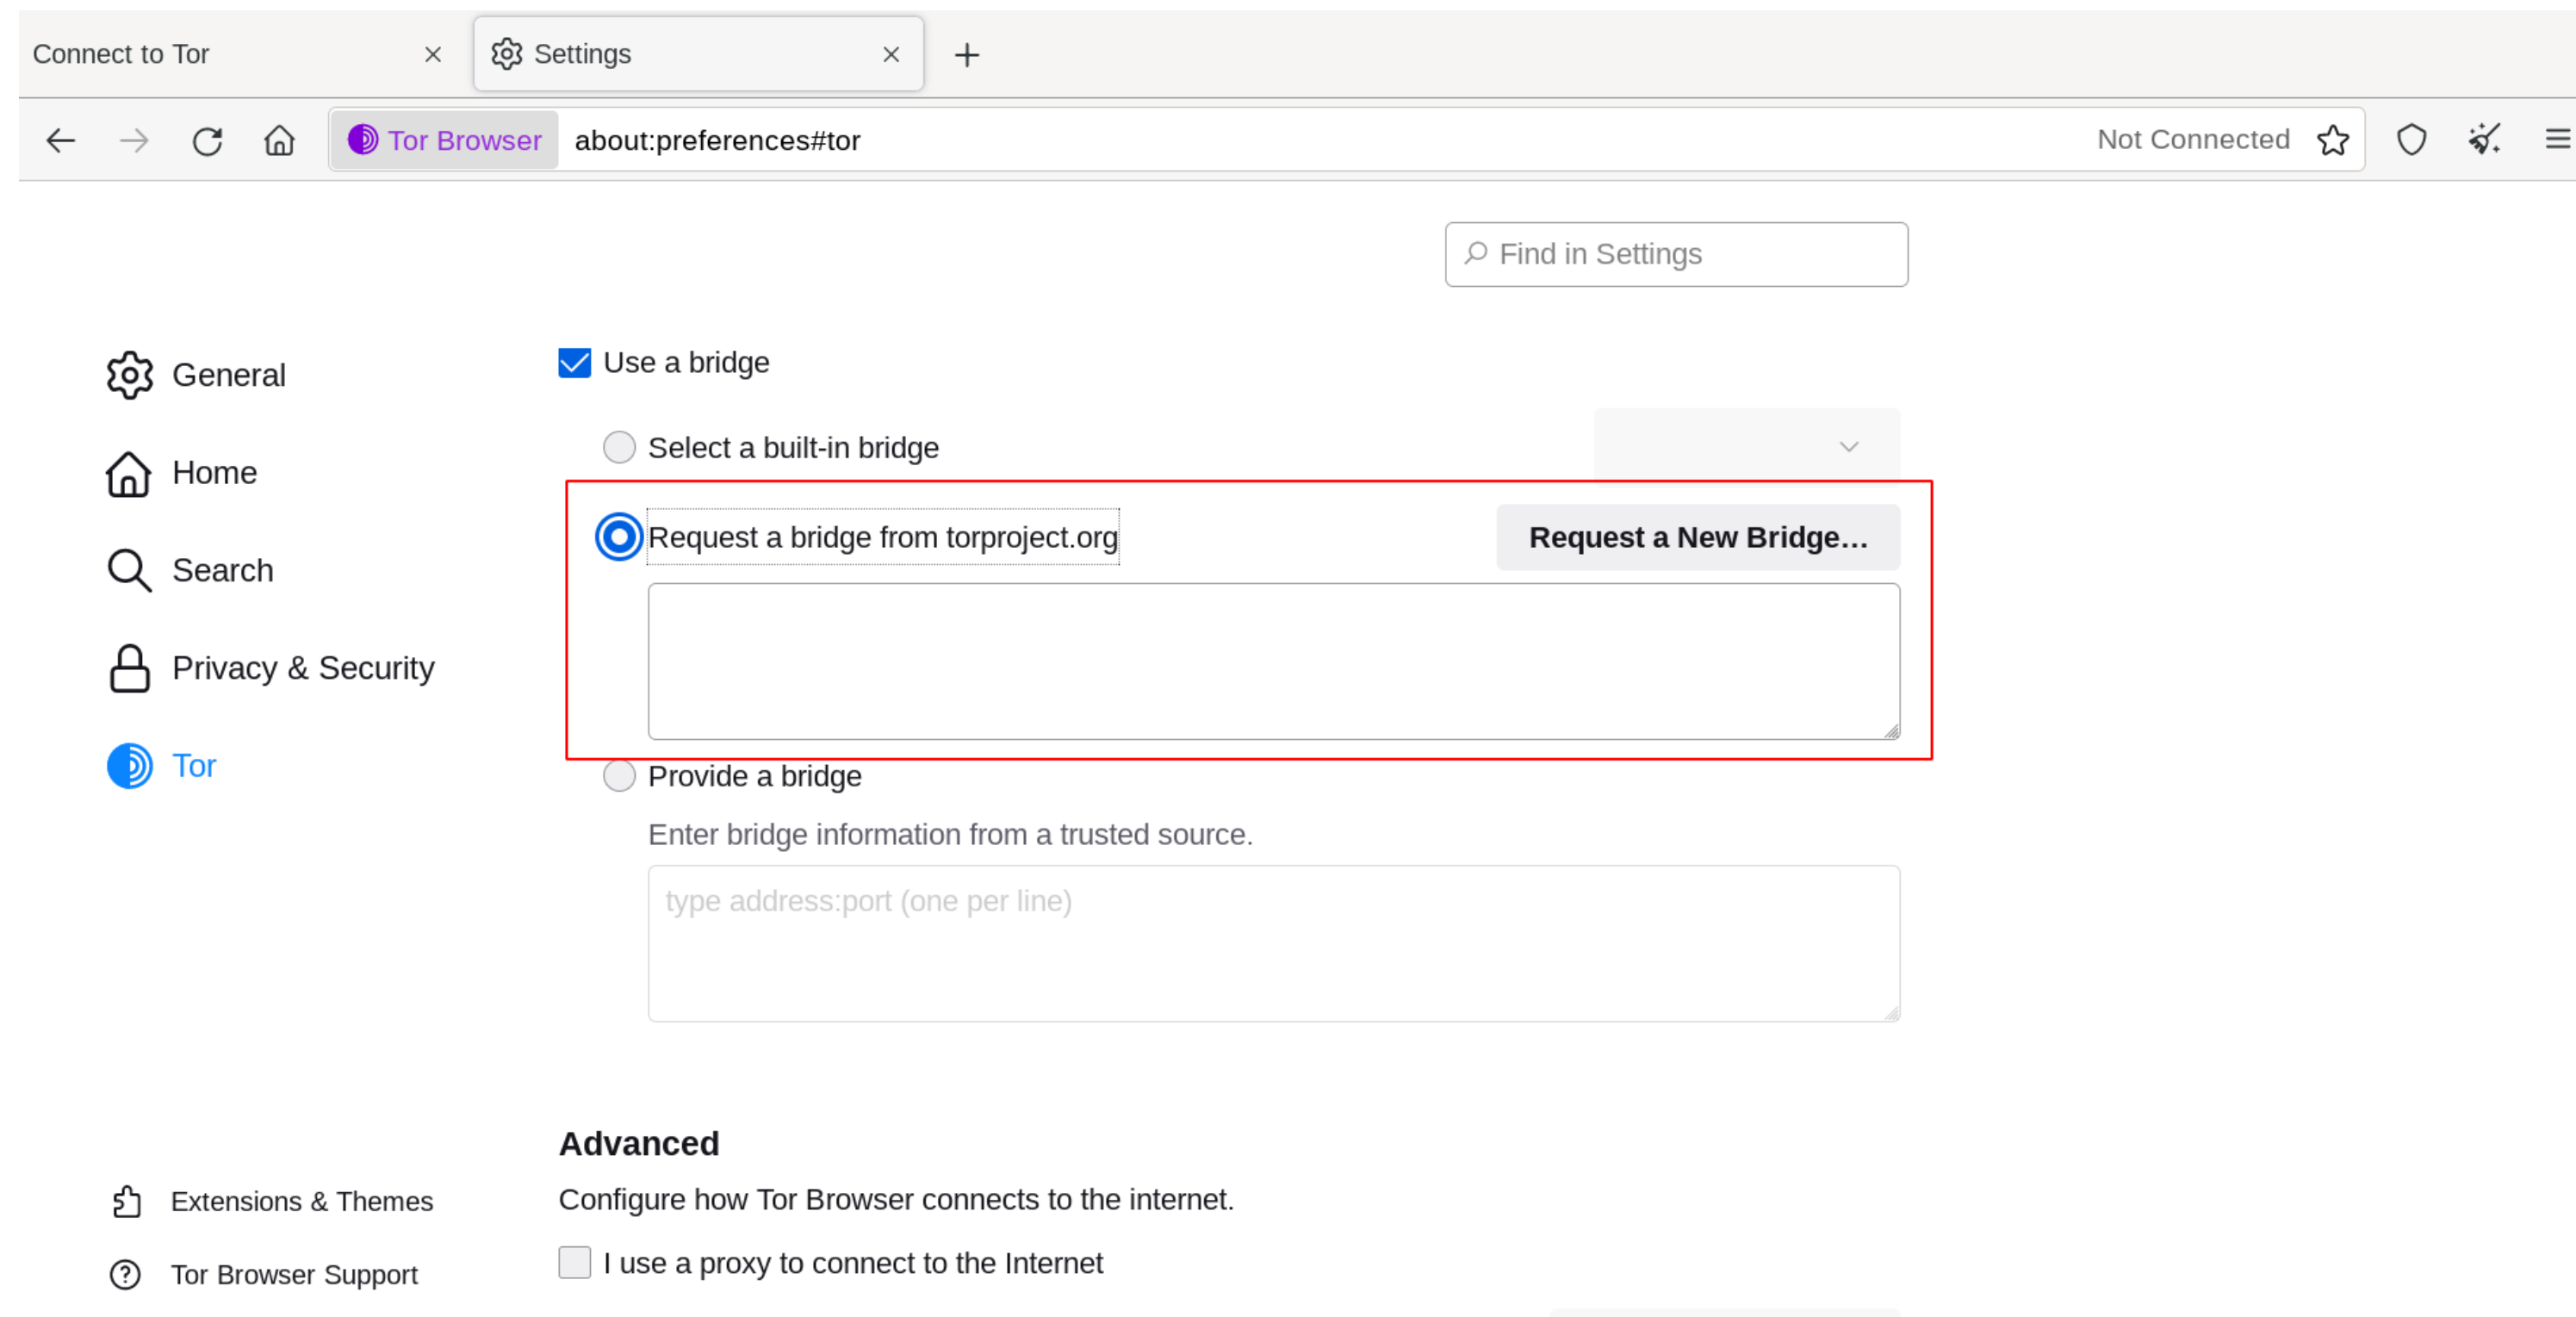 Connect to Tor
Settings
Tor Browser about:preferences#tor Not Connected
Find in Settings
General
Home
Search
Privacy & Security
Tor
Extensions & Themes
Tor Browser Support
Use a bridge
Select a built-in bridge
Request a bridge from torproject.org Request a New Bridge…
Provide a bridge
Enter bridge information from a trusted source.
type address:port (one per line)
Advanced
Configure how Tor Browser connects to the internet.
I use a proxy to connect to the Internet